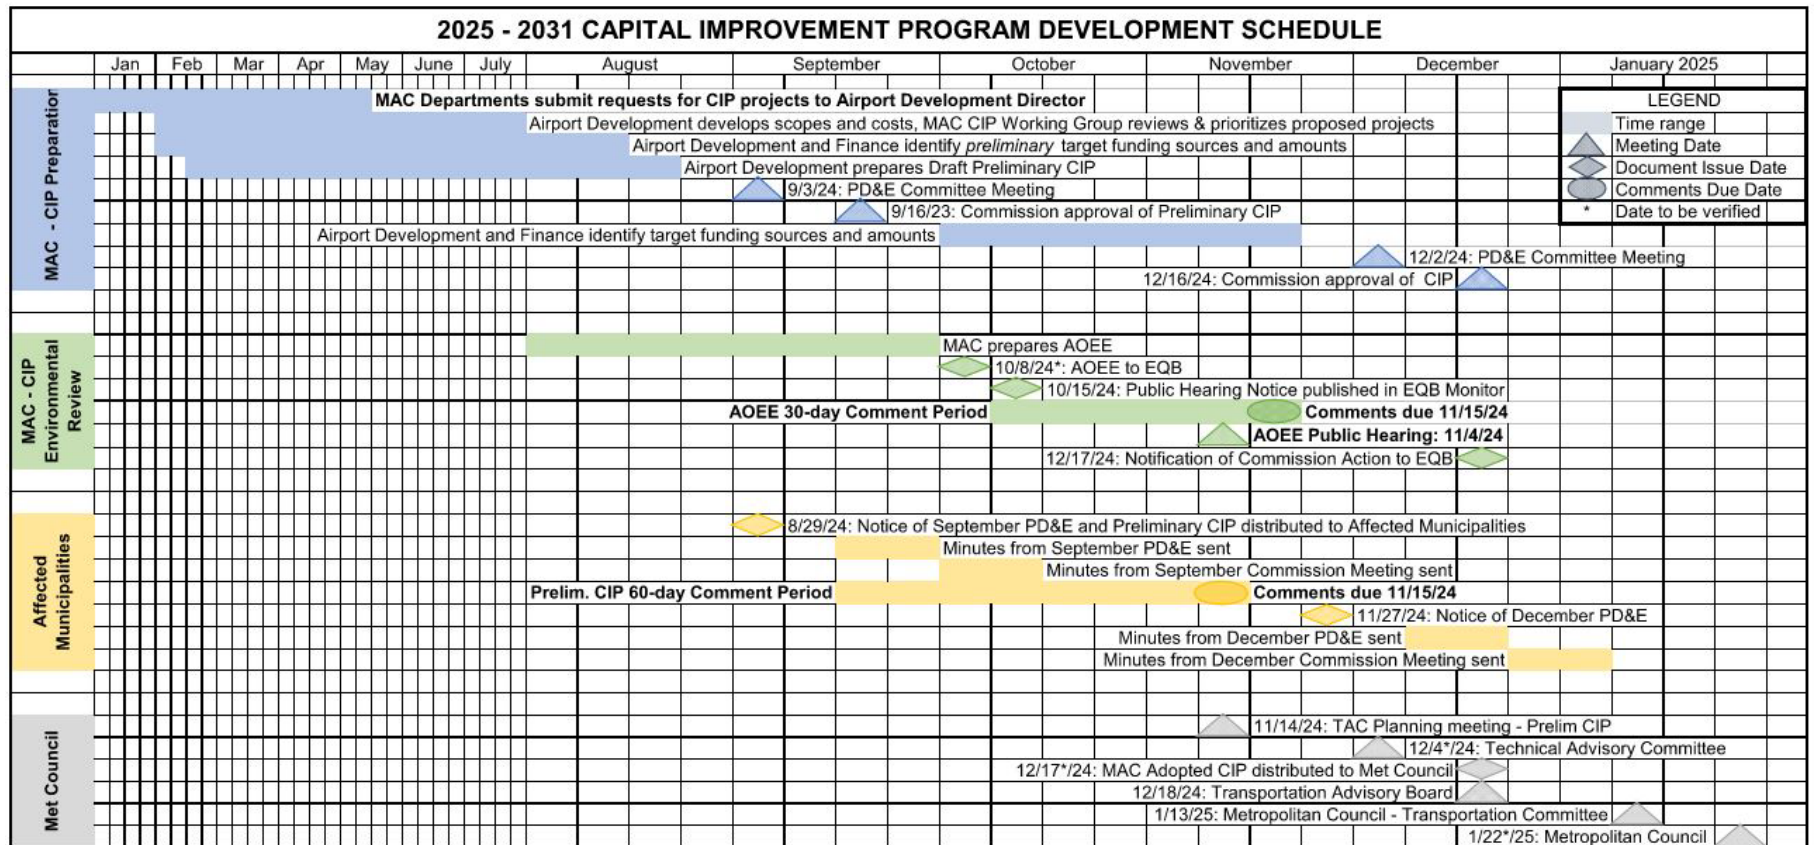 2025 - 2031 CAPITAL IMPROVEMENT PROGRAM DEVELOPMENT SCHEDULE
Jan Feb Mar Apr May June July August September October November December January 2025
MAC - CIP Preparation
MAC Departments submit requests for CIP projects to Airport Development Director
Airport Development develops scopes and costs, MAC CIP Working Group reviews & prioritizes proposed projects
Airport Development and Finance identify preliminary target funding sources and amounts
Airport Development prepares Draft Preliminary CIP
9/3/24: PD&E Committee Meeting
9/16/23: Commission approval of Preliminary CIP
Airport Development and Finance identify target funding sources and amounts
12/2/24: PD&E Committee Meeting
12/16/24: Commission approval of CIP
LEGEND
Time range
Meeting Date
Document Issue Date
Comments Due Date
* Date to be verified
MAC - CIP
Environmental
Review
MAC prepares AOEE
10/8/24*: AOEE to EQB
10/15/24: Public Hearing Notice published in EQB Monitor
AOEE 30-day Comment Period
Comments due 11/15/24
AOEE Public Hearing: 11/4/24
12/17/24: Notification of Commission Action to EQB
Affected
Municipalities
8/29/24: Notice of September PD&E and Preliminary CIP distributed to Affected Municipalities
Minutes from September PD&E sent
Minutes from September Commission Meeting sent
Prelim. CIP 60-day Comment Period
Comments due 11/15/24
11/27/24: Notice of December PD&E
Minutes from December PD&E sent
Minutes from December Commission Meeting sent
Met Council
11/14/24: TAC Planning meeting - Prelim CIP
12/4*/24: Technical Advisory Committee
12/17*/24: MAC Adopted CIP distributed to Met Council
12/18/24: Transportation Advisory Board
1/13/25: Metropolitan Council - Transportation Committee
1/22*/25: Metropolitan Council